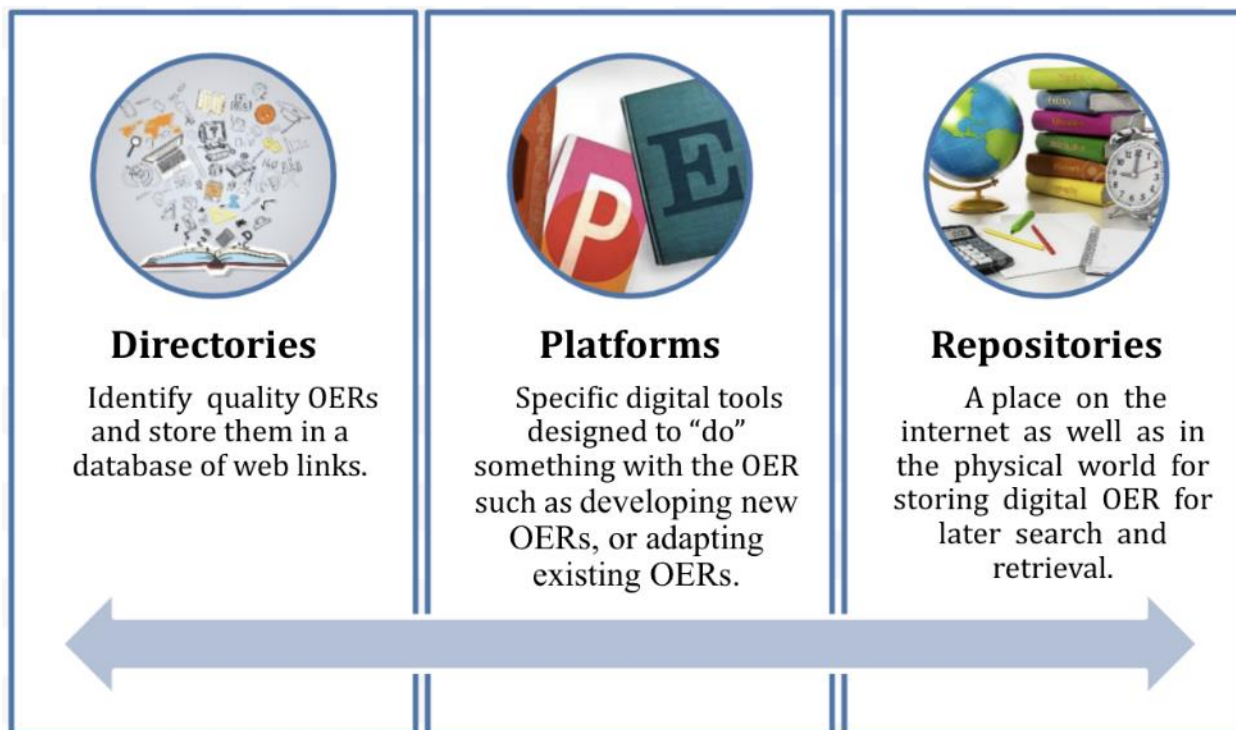 Directories
Identify quality OERs
and store them in a
database of web links.
Platforms
Specific digital tools
designed to “do”
something with the OER
such as developing new
OERs, or adapting
existing OERs.
P
E
Repositories
A place on the
internet as well as in
the physical world for
storing digital OER for
later search and
retrieval.